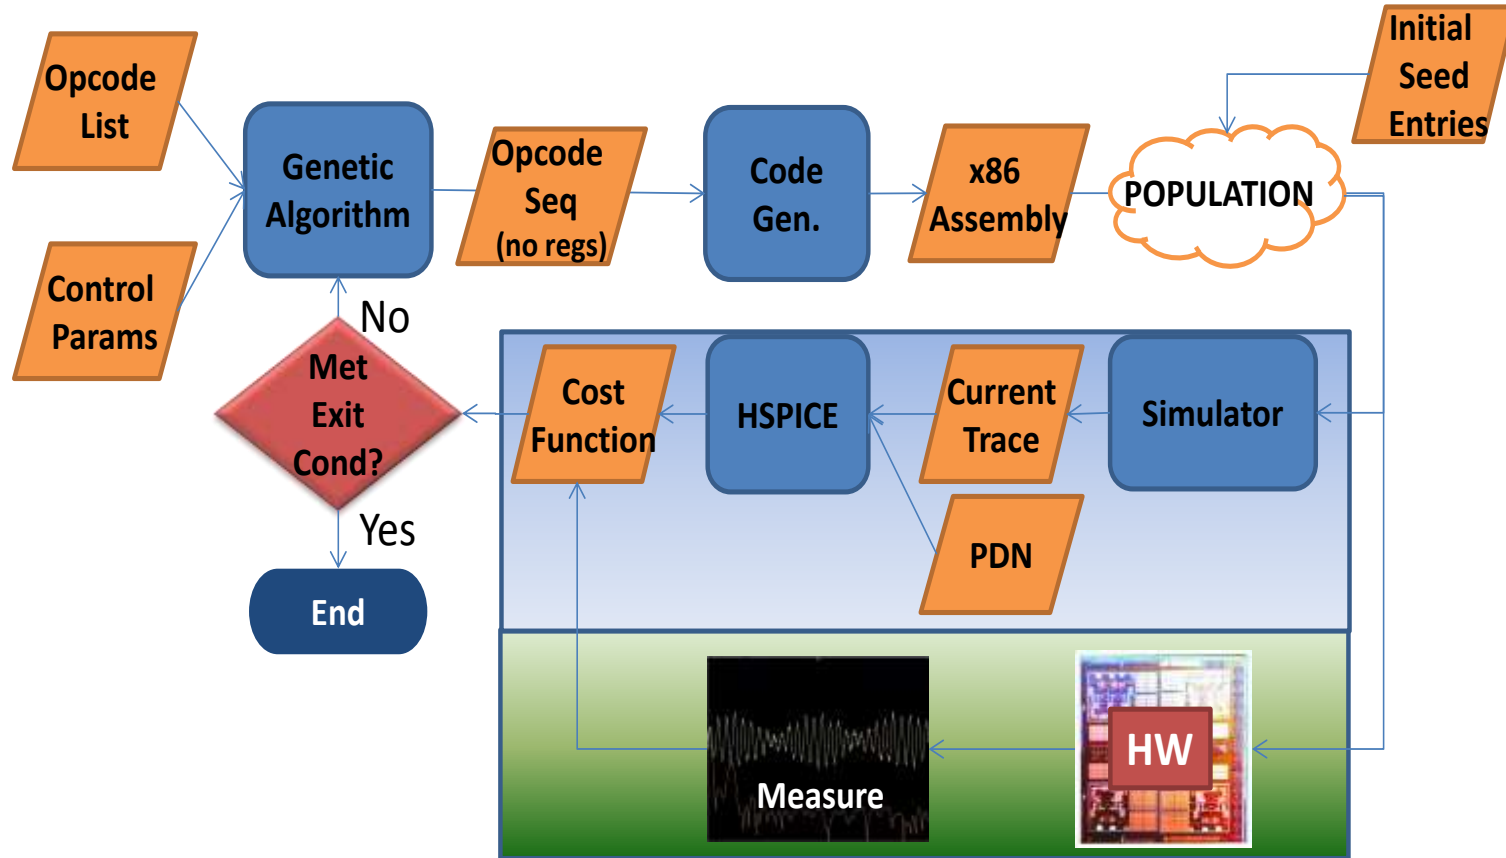 Opcode
List
Control
Params
Genetic
Algorithm
Opcode
Seq
(no regs)
Code
Gen.
x86
Assembly
POPULATION
Initial
Seed
Entries
No
Met
Exit
Cond?
Yes
End
Cost
Function
HSPICE
Current
Trace
Simulator
PDN
Measure
HW